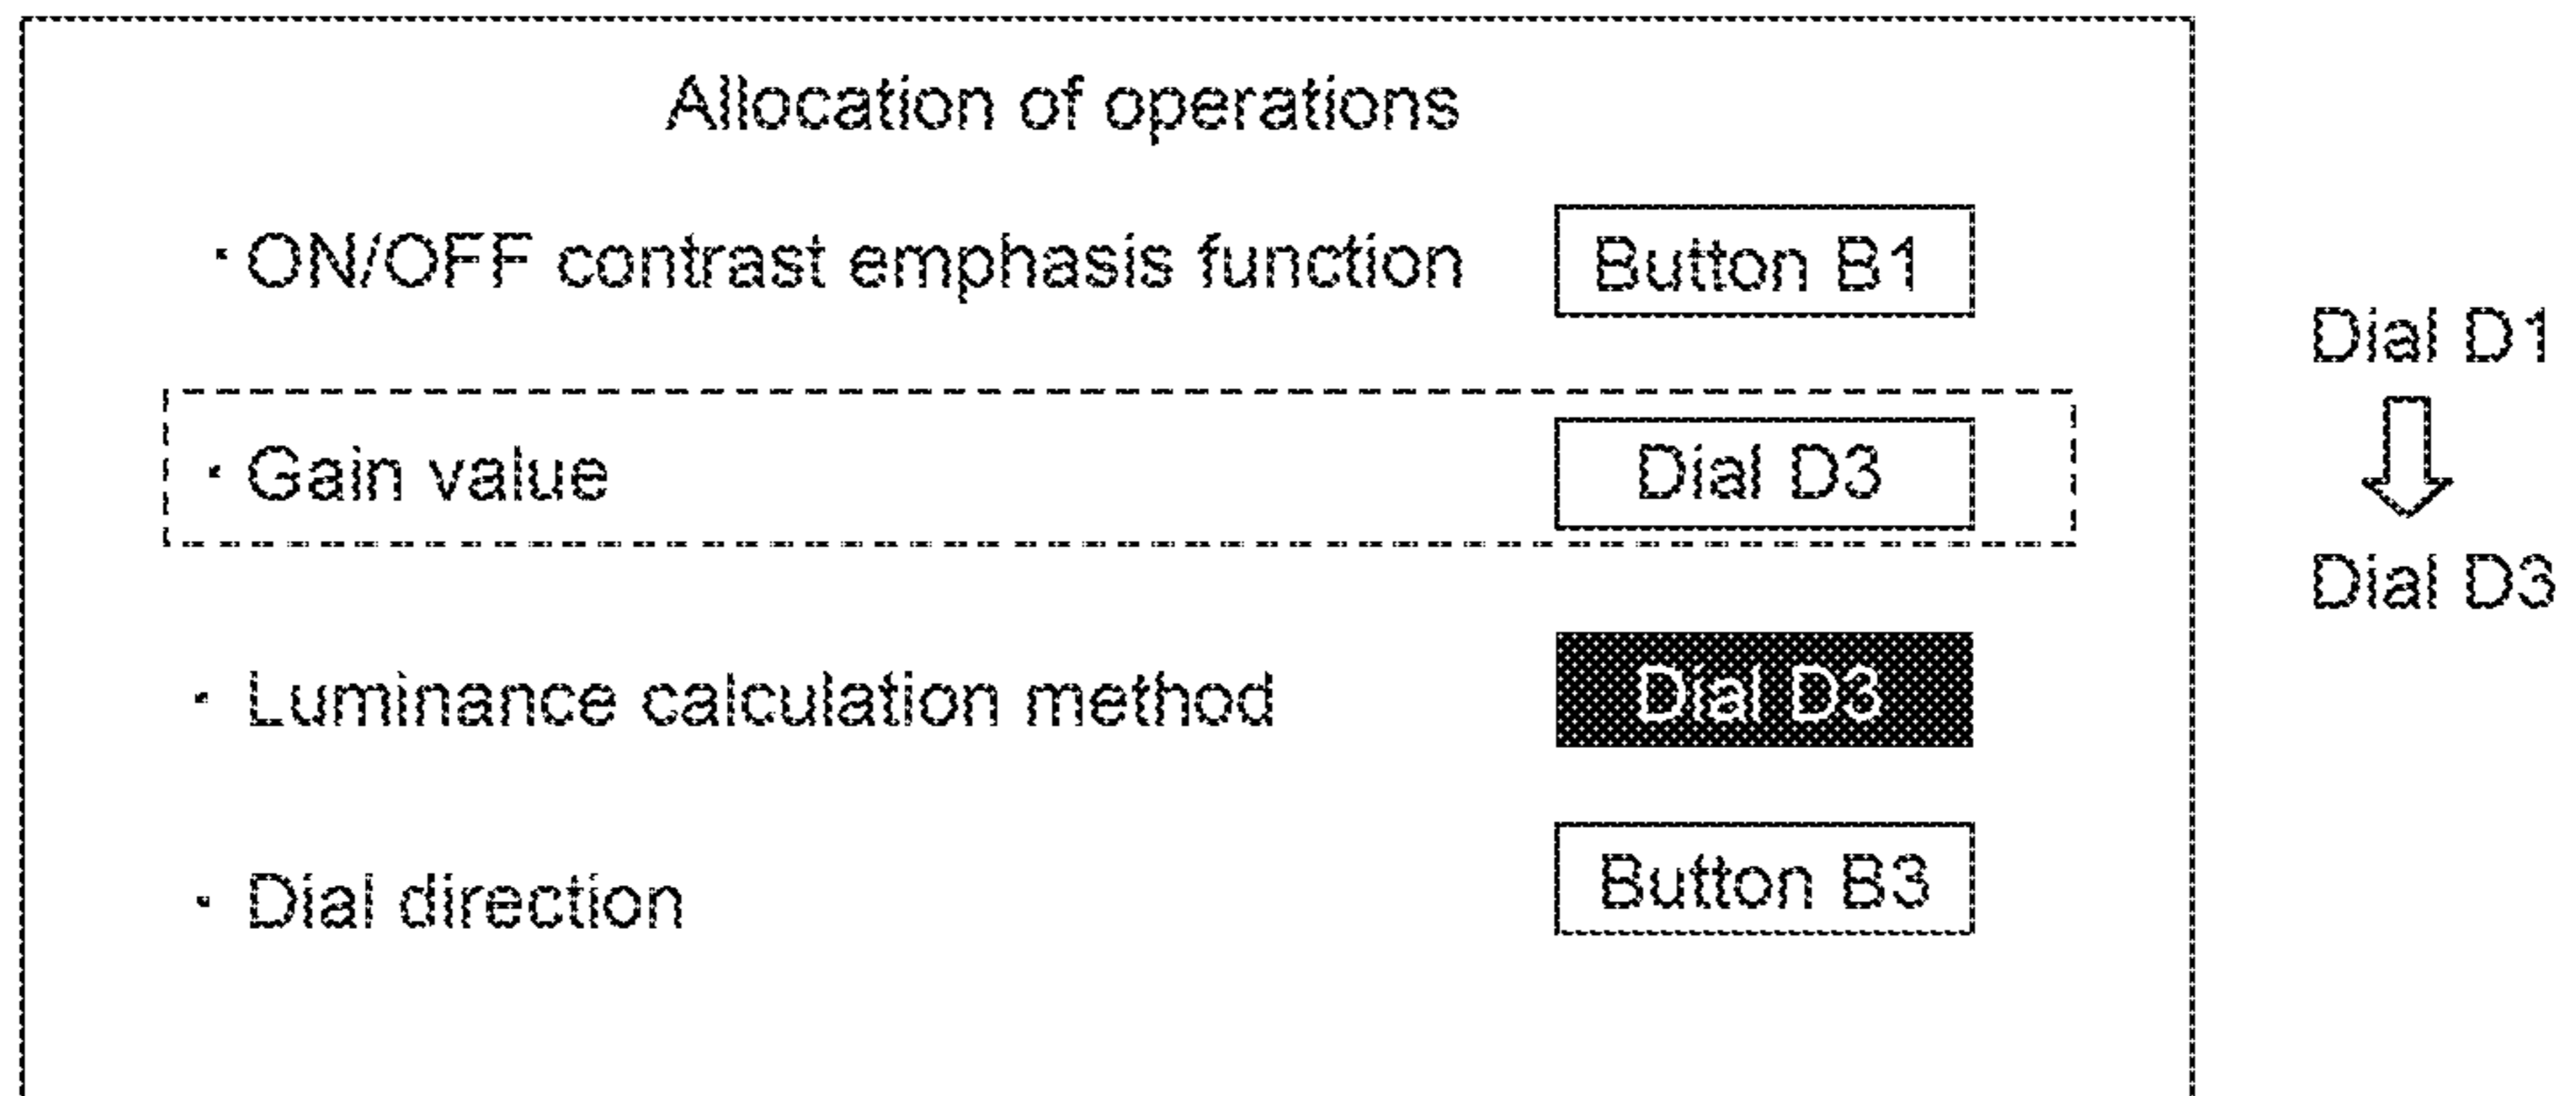 Allocation of operations
· ON/OFF contrast emphasis function Button B1
Dial D1
· Gain value Dial D3
Dial D3
· Luminance calculation method Dial D3
· Dial direction Button B3